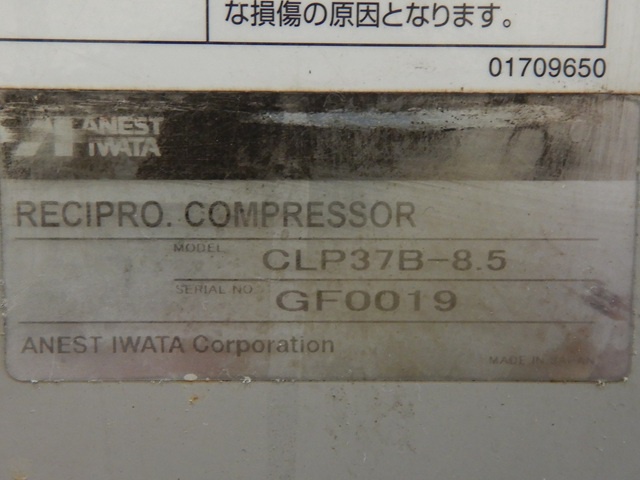 な損傷の原因となります。
01709650
ANEST
IWATA
RECIPRO. COMPRESSOR
MODEL CLP37B-8.5
SERIAL NO. GF0019
ANEST IWATA Corporation
MADE IN JAPAN